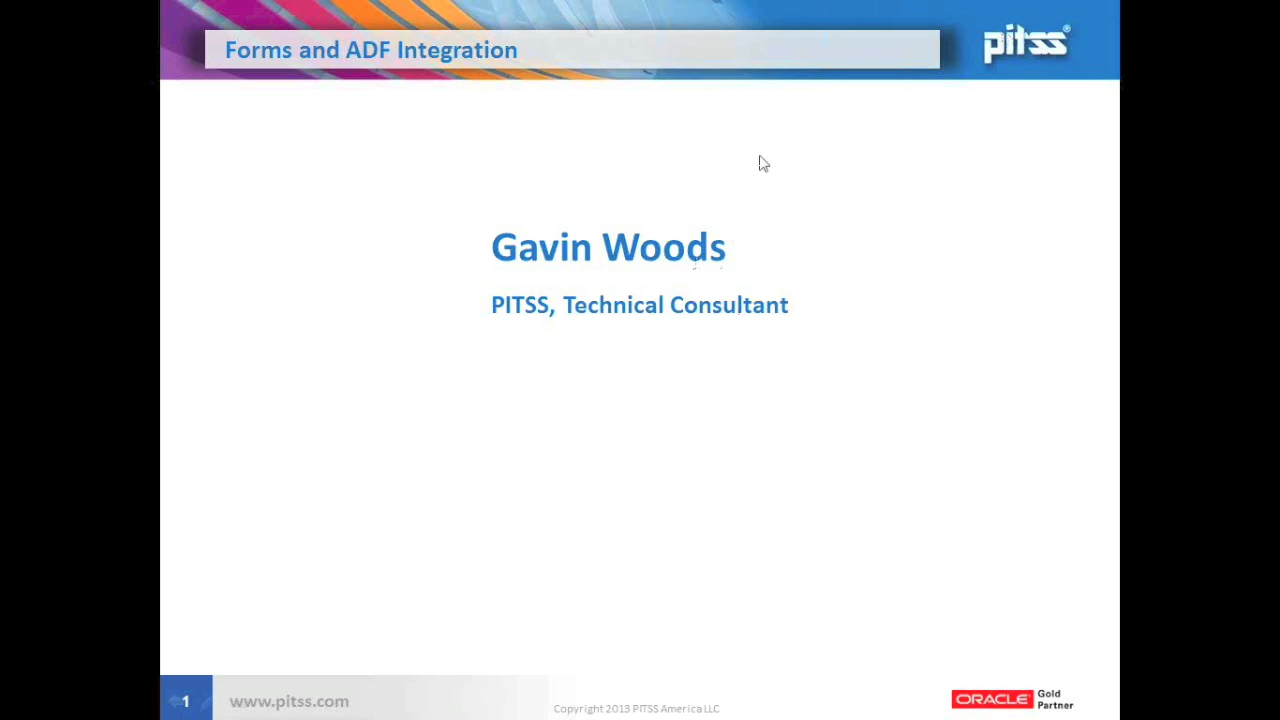 Forms and ADF Integration
pitss®
Gavin Woods
PITSS, Technical Consultant
1
www.pitss.com
Copyright 2013 PITSS America LLC
ORACLE
Gold
Partner